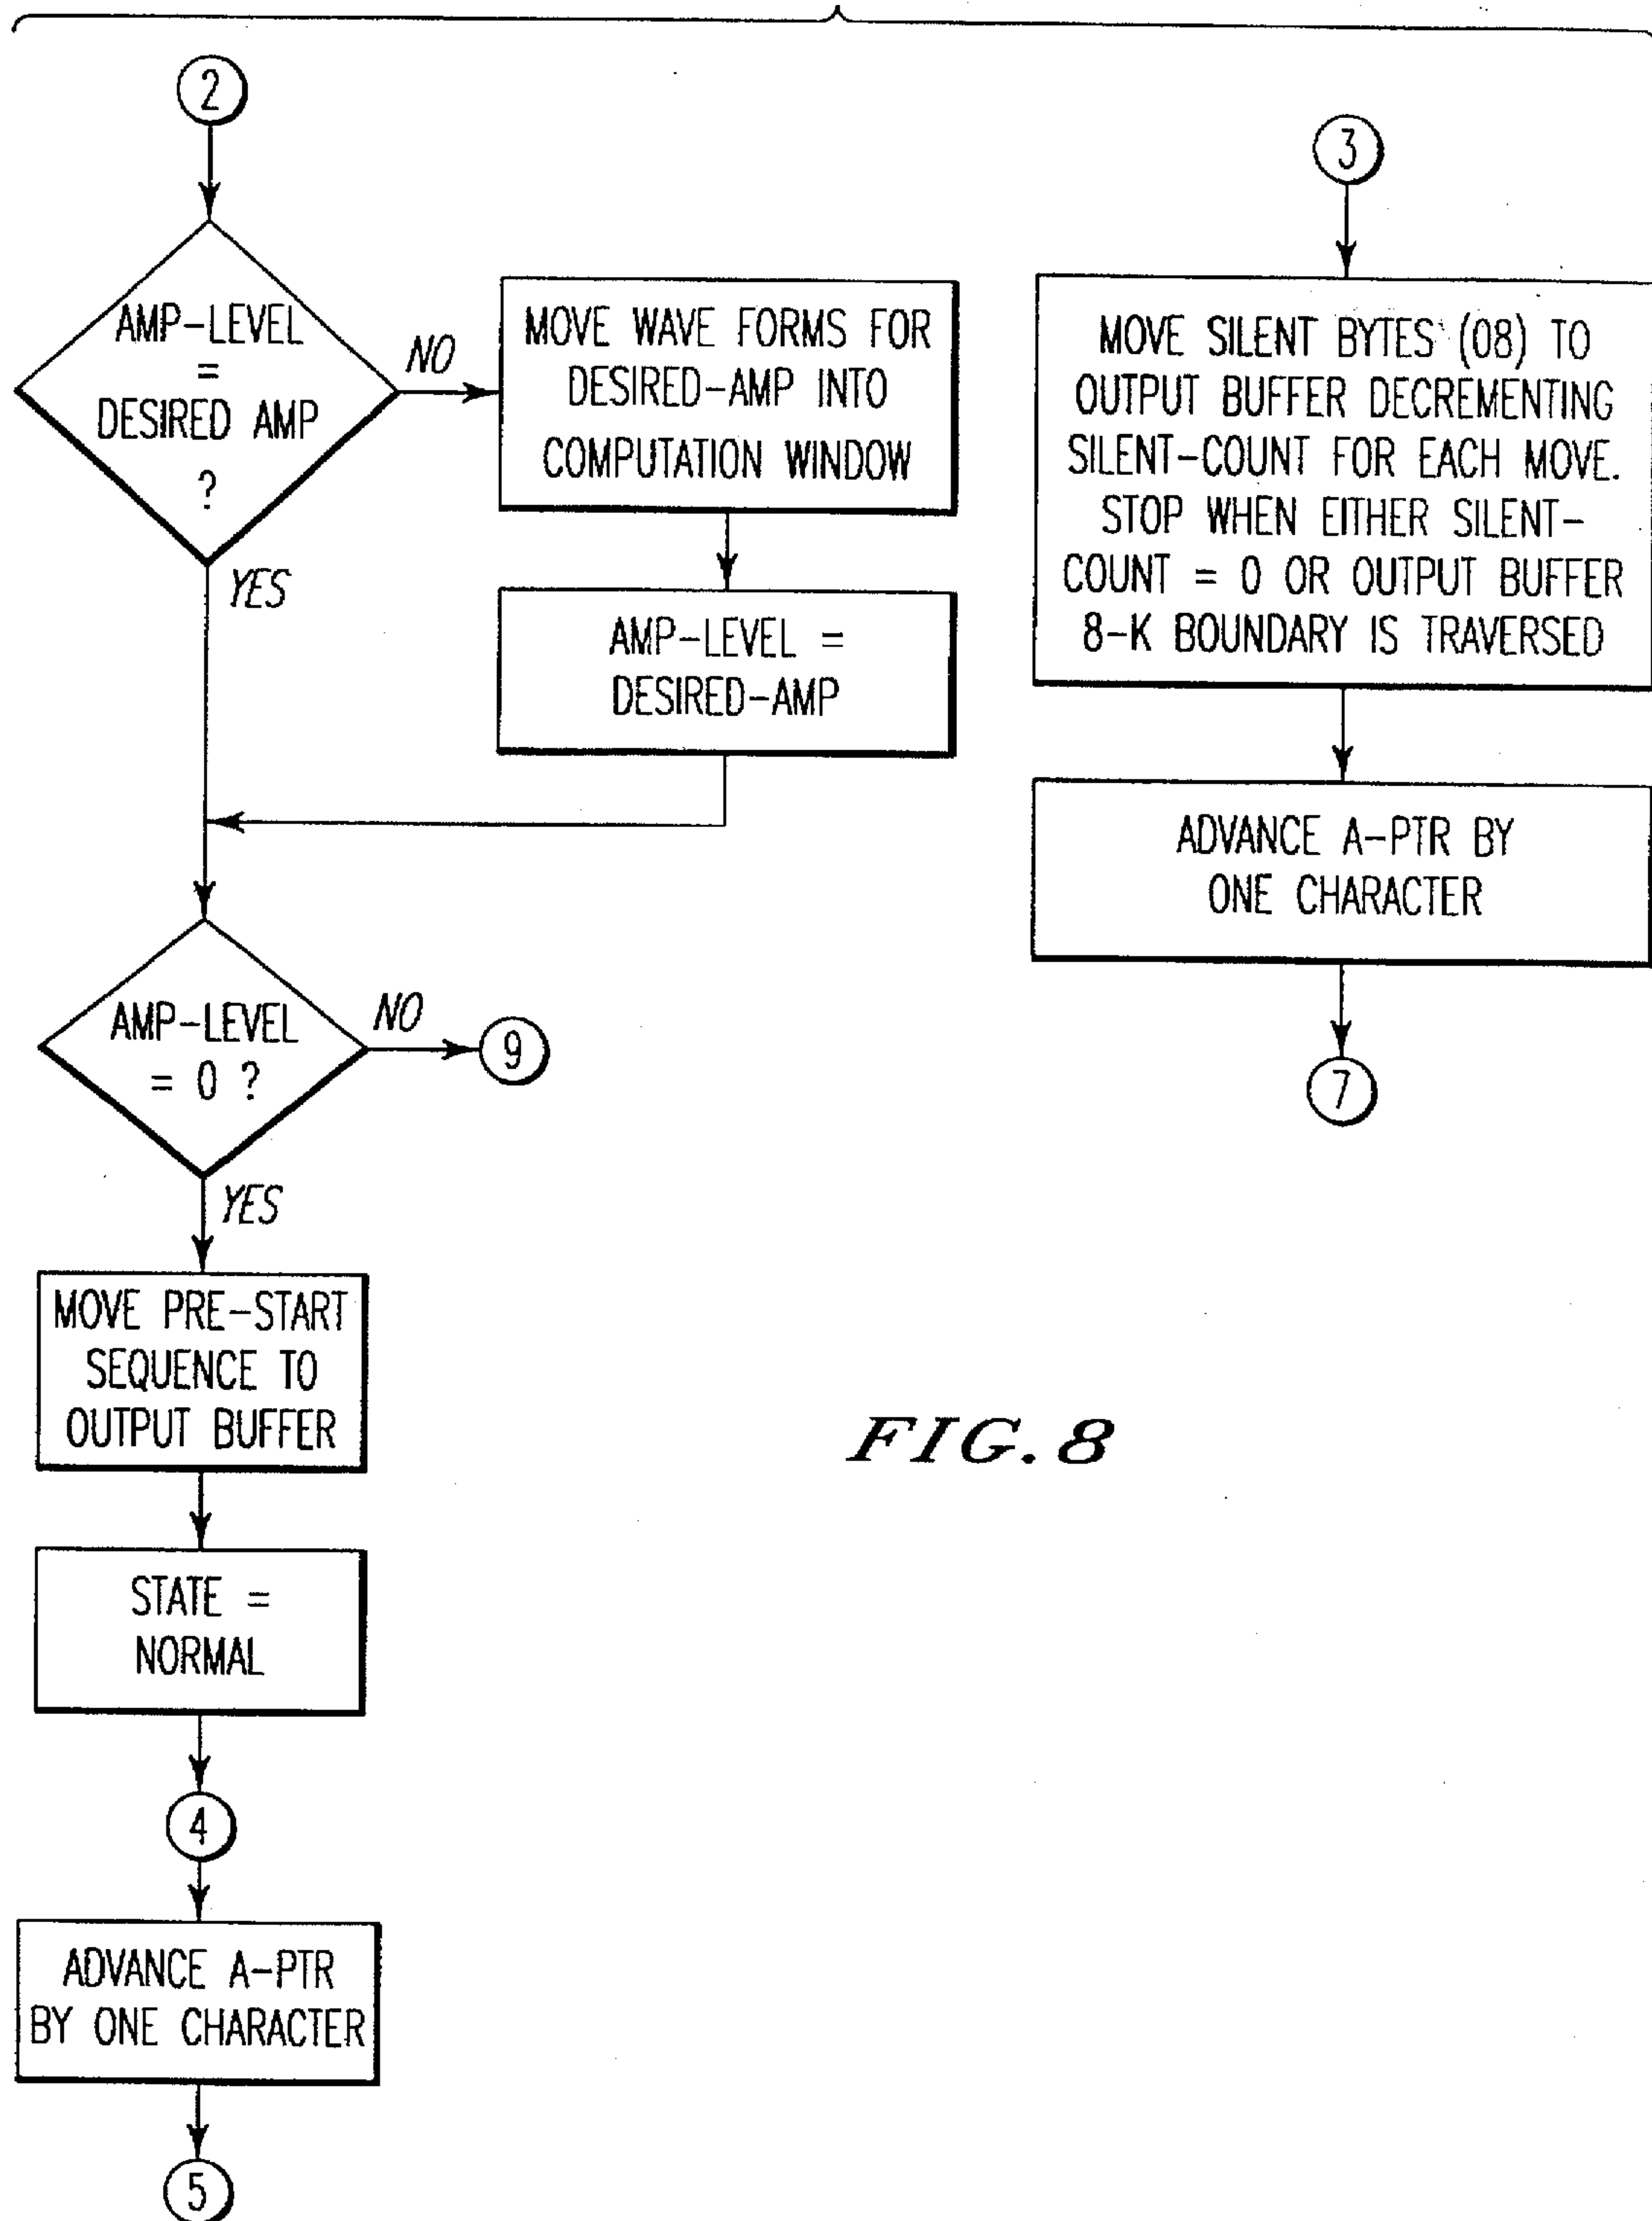 2
AMP-LEVEL
=
DESIRED AMP
?
NO
MOVE WAVE FORMS FOR
DESIRED-AMP INTO
COMPUTATION WINDOW
YES
AMP-LEVEL =
DESIRED-AMP
AMP-LEVEL
= 0 ?
NO
9
YES
MOVE PRE-START
SEQUENCE TO
OUTPUT BUFFER
STATE =
NORMAL
4
ADVANCE A-PTR
BY ONE CHARACTER
5
3
MOVE SILENT BYTES (08) TO
OUTPUT BUFFER DECREMENTING
SILENT-COUNT FOR EACH MOVE.
STOP WHEN EITHER SILENT-
COUNT = 0 OR OUTPUT BUFFER
8-K BOUNDARY IS TRAVERSED
ADVANCE A-PTR BY
ONE CHARACTER
7
FIG. 8